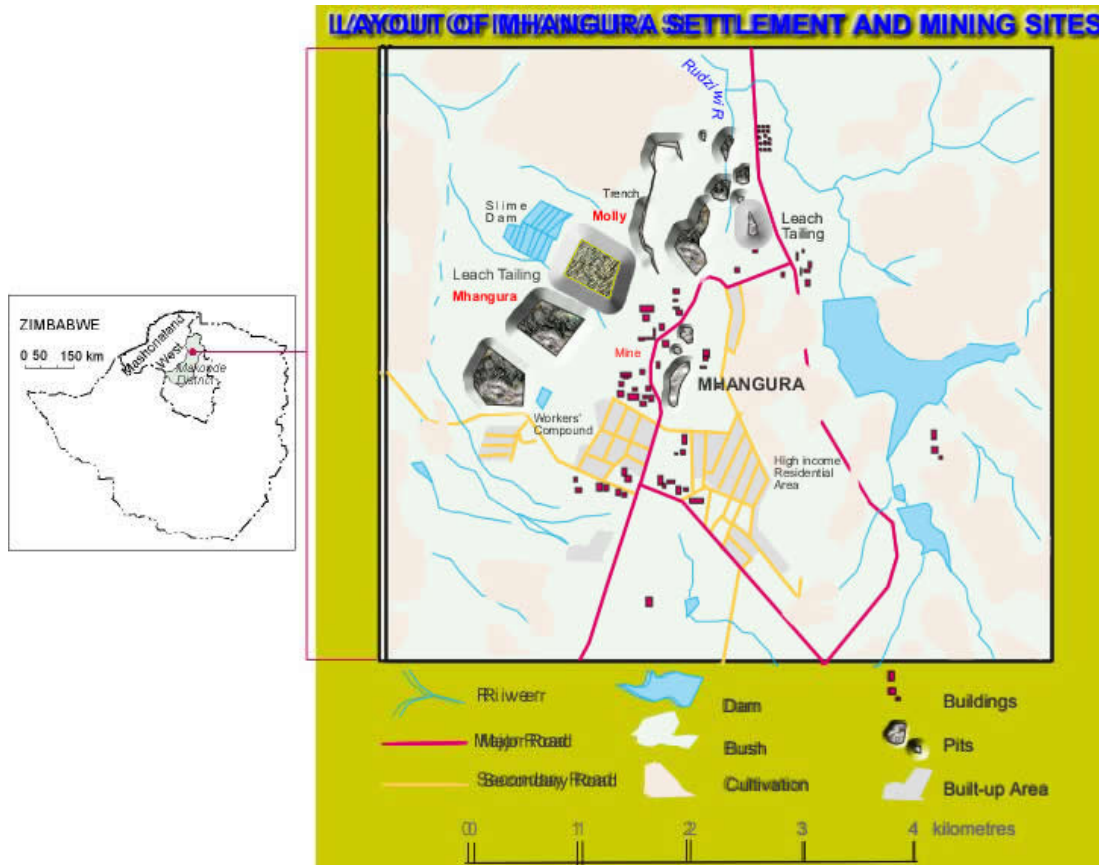 LAYOUT OF MHANGURA SETTLEMENT AND MINING SITES
Rudziwi R
Trench
Molly
Slime
Dam
Leach
Tailing
Leach Tailing
Mhangura
Mine
MHANGURA
Workers'
Compound
High income
Residential
Area
ZIMBABWE
0 50 150 km
Mashonaland
West
Makonde
District
River
Dam
Buildings
Major Road
Bush
Pits
Secondary Road
Cultivation
Built-up Area
0 1 2 3 4 kilometres